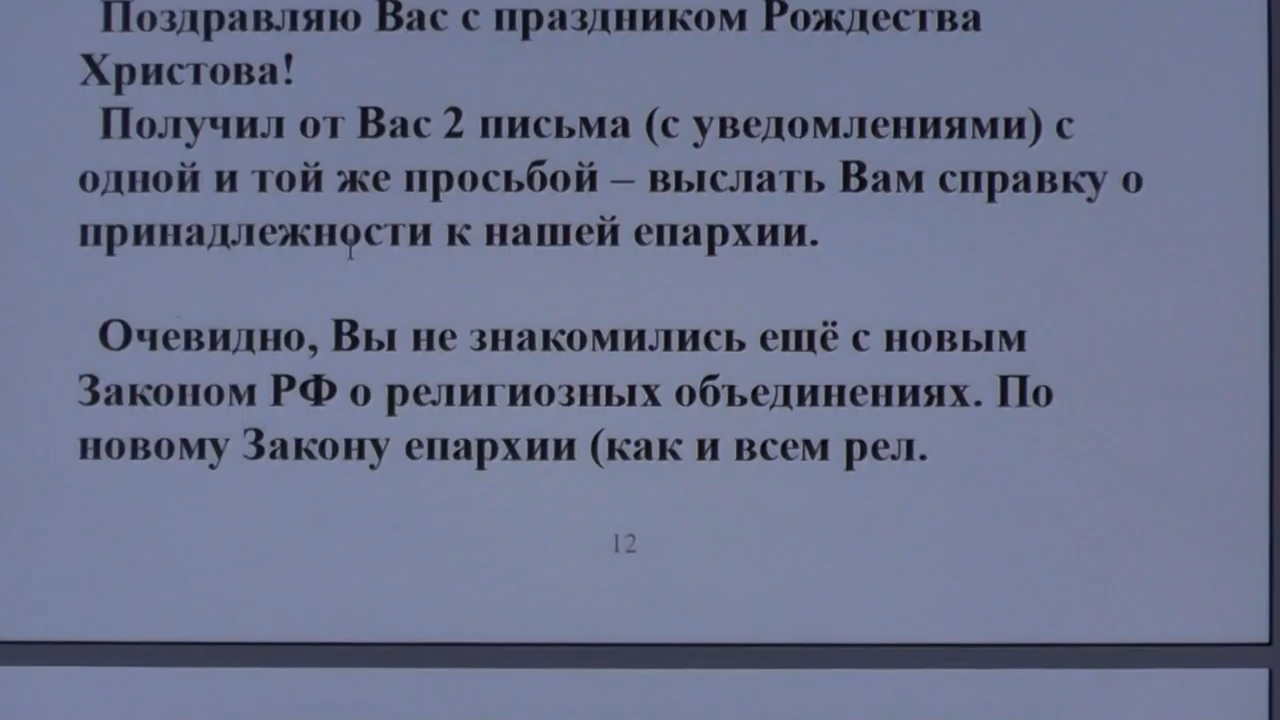 Поздравляю Вас с праздником Рождества
Христова!
Получил от Вас 2 письма (с уведомлениями) с
одной и той же просьбой – выслать Вам справку о
принадлежности к нашей епархии.
Очевидно, Вы не знакомились ещё с новым
Законом РФ о религиозных объединениях. По
новому Закону епархии (как и всем рел.
12